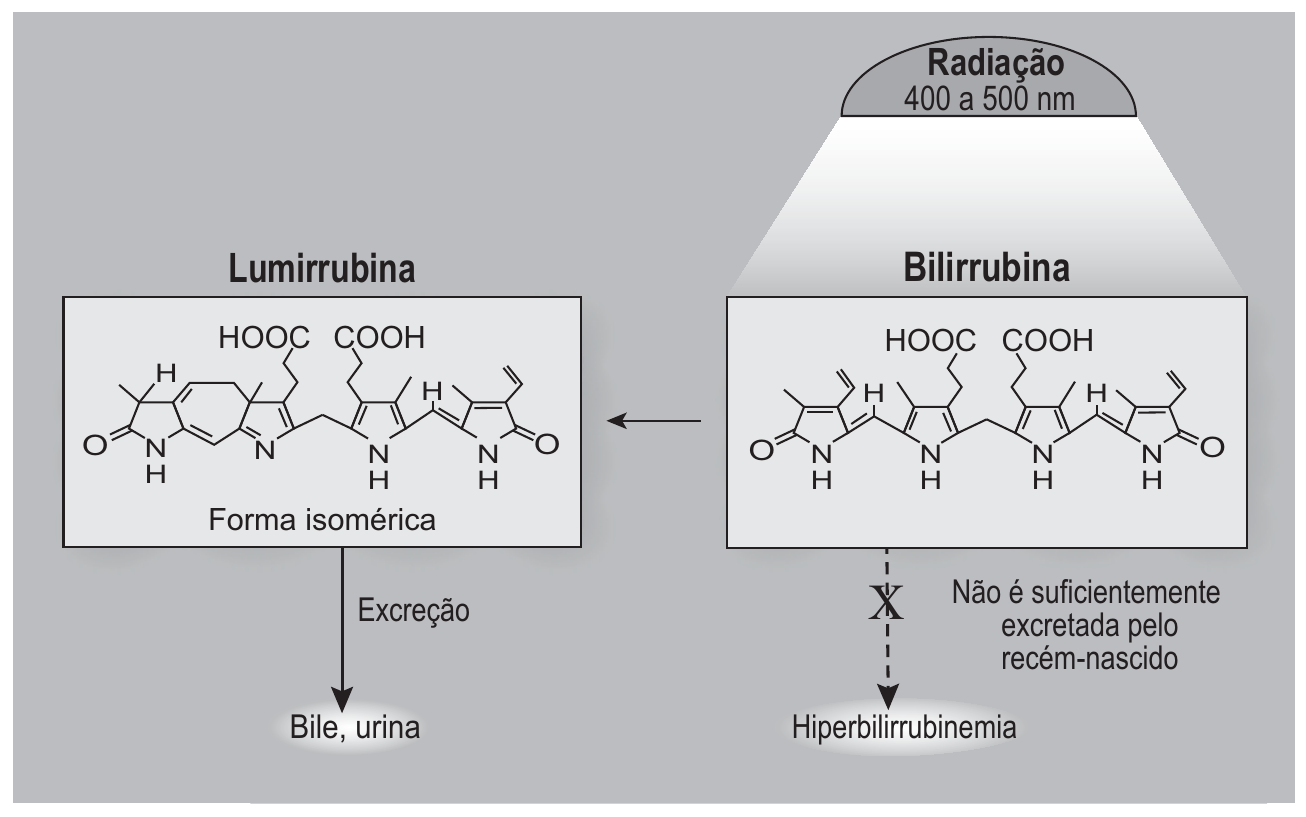 Radiação
400 a 500 nm
Lumirrubina
Bilirrubina
HOOC COOH
H
H
O
N
H
N
N
H
N
H
O
Forma isomérica
HOOC COOH
H
H
O
N
H
N
H
N
H
N
H
O
Excreção
X
Não é suficientemente
excretada pelo
recém-nascido
Bile, urina
Hiperbilirrubinemia